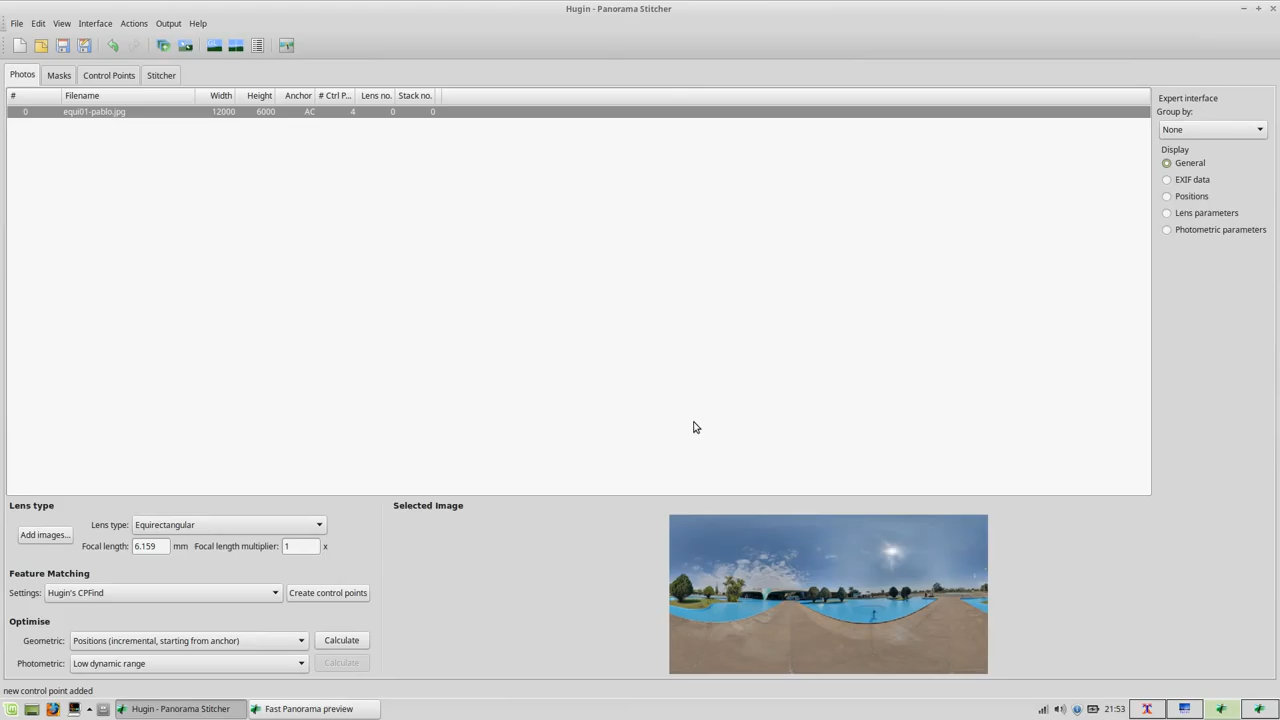 Hugin - Panorama Stitcher
File Edit View Interface Actions Output Help
Photos Masks Control Points Stitcher
# Filename Width Height Anchor # Ctrl P... Lens no. Stack no.
0 equi01-pablo.jpg 12000 6000 AC 4 0 0
Expert interface
Group by:
None
Display
General
EXIF data
Positions
Lens parameters
Photometric parameters
Lens type
Add images...
Lens type: Equirectangular
Focal length: 6.159 mm Focal length multiplier: 1 x
Feature Matching
Settings: Hugin's CPFind Create control points
Optimise
Geometric: Positions (incremental, starting from anchor) Calculate
Photometric: Low dynamic range Calculate
Selected Image
new control point added
Hugin - Panorama Stitcher Fast Panorama preview 21:53